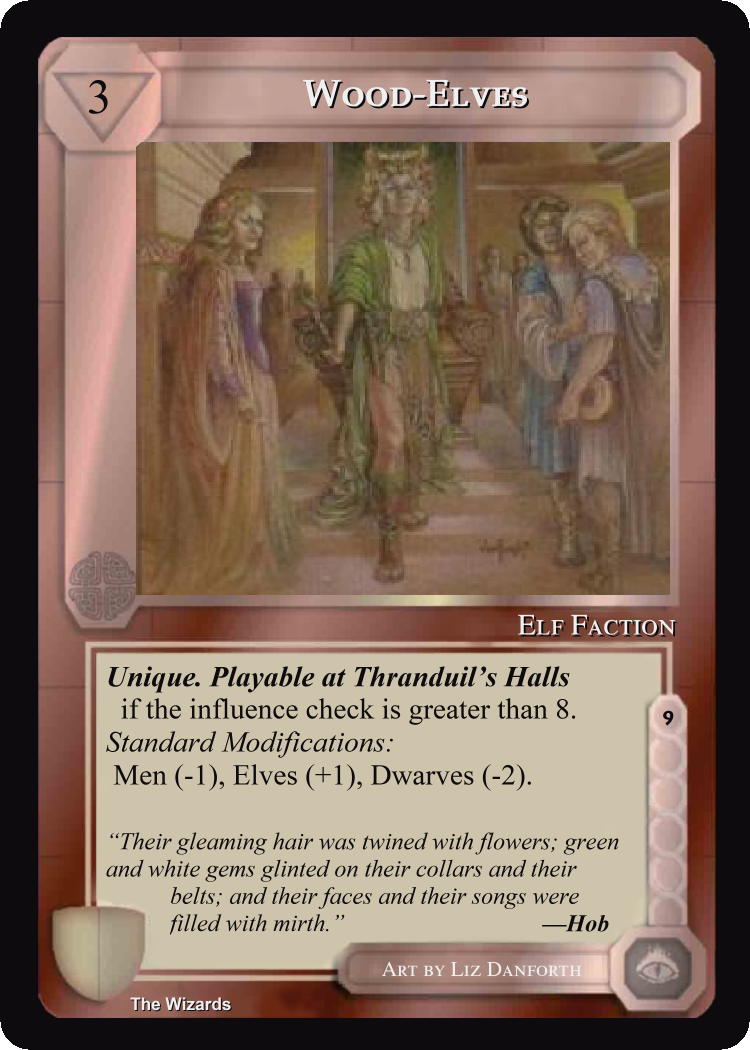 3
Wood-Elves
Elf Faction
Unique. Playable at Thranduil's Halls
if the influence check is greater than 8.
Standard Modifications:
Men (-1), Elves (+1), Dwarves (-2).
9
“Their gleaming hair was twined with flowers; green
and white gems glinted on their collars and their
belts; and their faces and their songs were
filled with mirth.” —Hob
Art by Liz Danforth
The Wizards